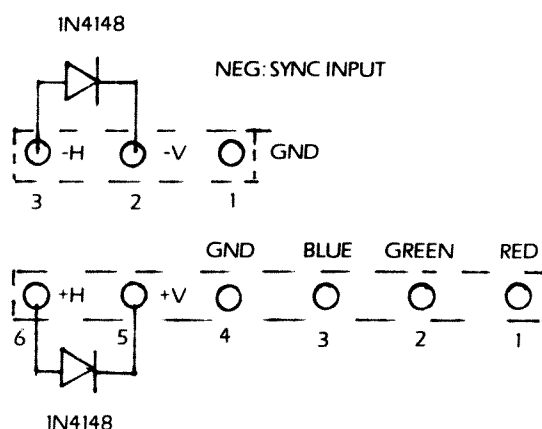 1N4148
NEG: SYNC INPUT
-H -V GND
3 2 1
GND BLUE GREEN RED
+H +V
6 5 4 3 2 1
1N4148